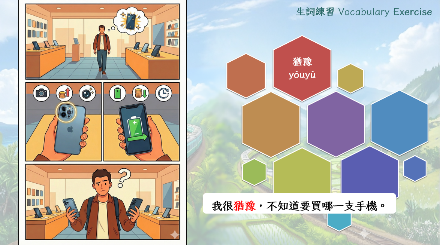 生詞練習 Vocabulary Exercise
猶豫
yóuyù
?
我很猶豫，不知道要買哪一支手機。